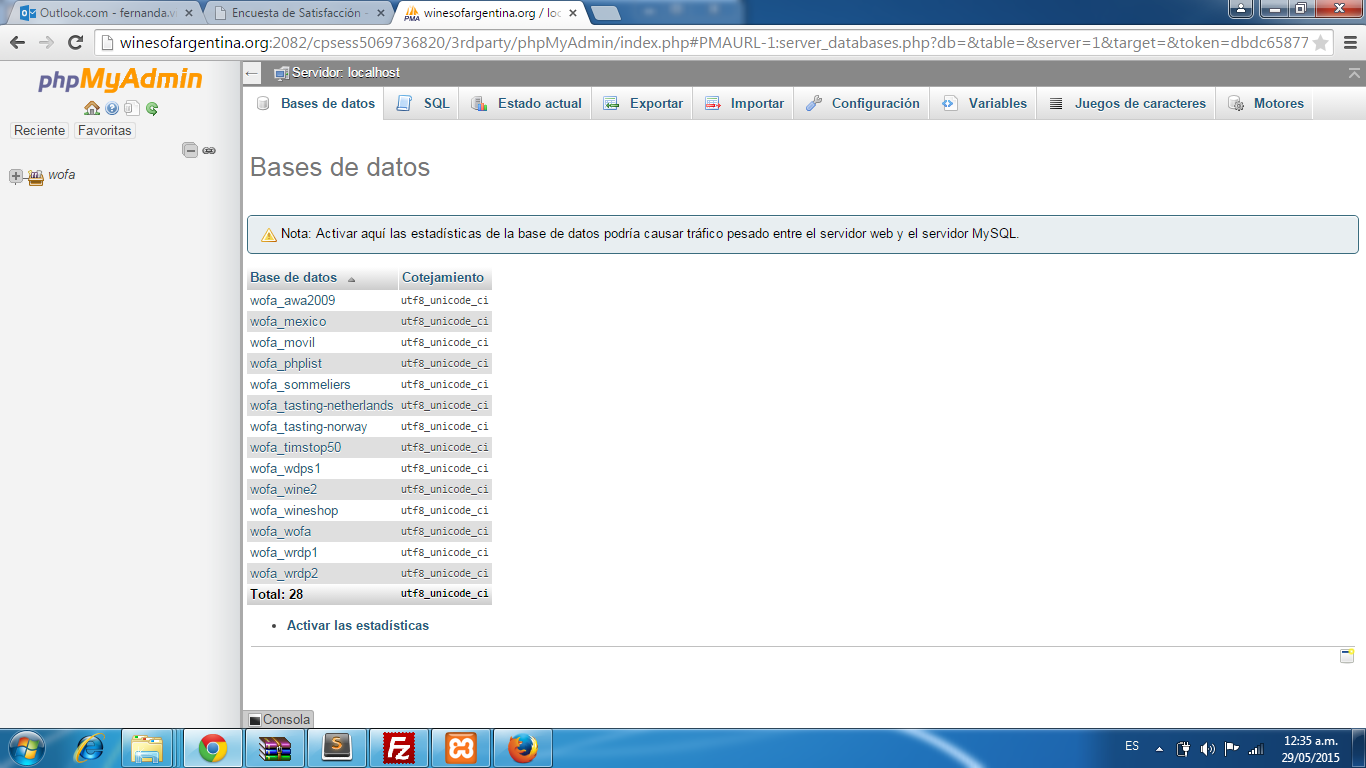 Outlook.com - fernanda.v
Encuesta de Satisfacción -
winesofargentina.org / loc
winesofargentina.org:2082/cpsess5069736820/3rdparty/phpMyAdmin/index.php#PMAURL-1:server_databases.php?db=&table=&server=1&target=&token=dbdc65877
phpMyAdmin
Reciente
Favoritas
wofa
Servidor: localhost
Bases de datos
SQL
Estado actual
Exportar
Importar
Configuración
Variables
Juegos de caracteres
Motores
Bases de datos
Nota: Activar aquí las estadísticas de la base de datos podría causar tráfico pesado entre el servidor web y el servidor MySQL.
Base de datos Cotejamiento
wofa_awa2009 utf8_unicode_ci
wofa_mexico utf8_unicode_ci
wofa_movil utf8_unicode_ci
wofa_phplist utf8_unicode_ci
wofa_sommeliers utf8_unicode_ci
wofa_tasting-netherlands utf8_unicode_ci
wofa_tasting-norway utf8_unicode_ci
wofa_timstop50 utf8_unicode_ci
wofa_wdps1 utf8_unicode_ci
wofa_wine2 utf8_unicode_ci
wofa_wineshop utf8_unicode_ci
wofa_wofa utf8_unicode_ci
wofa_wrdp1 utf8_unicode_ci
wofa_wrdp2 utf8_unicode_ci
Total: 28 utf8_unicode_ci
Activar las estadísticas
Consola
ES
12:35 a.m.
29/05/2015